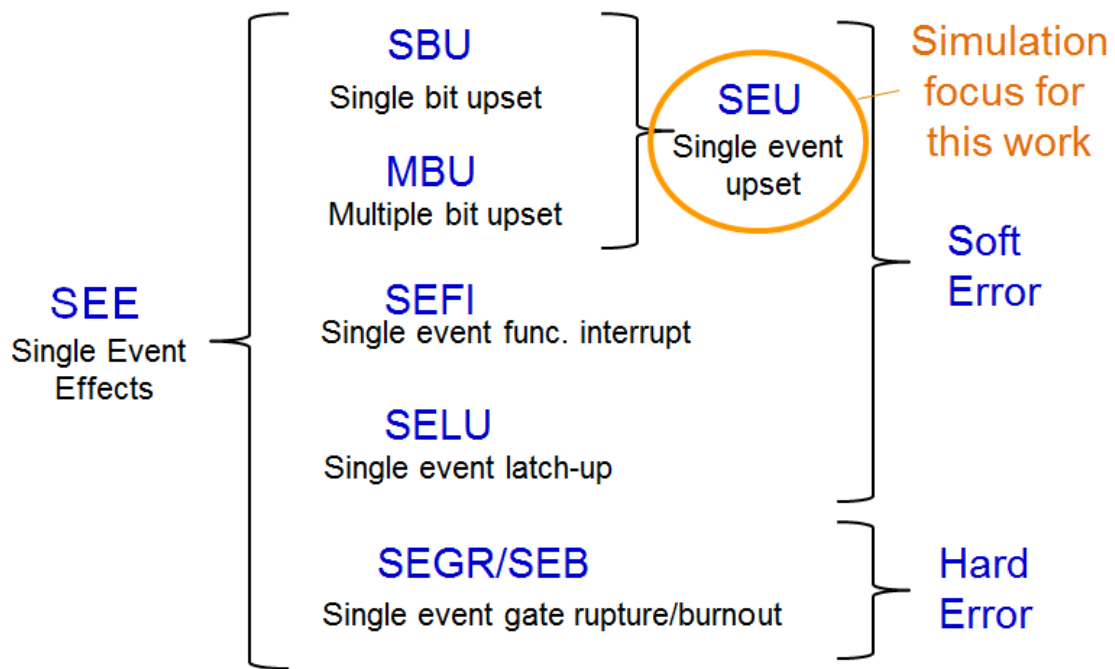 SBU
Single bit upset
MBU
Multiple bit upset
SEU
Single event
upset
Simulation
focus for
this work
SEE
Single Event
Effects
SEFI
Single event func. interrupt
SELU
Single event latch-up
Soft
Error
SEGR/SEB
Single event gate rupture/burnout
Hard
Error